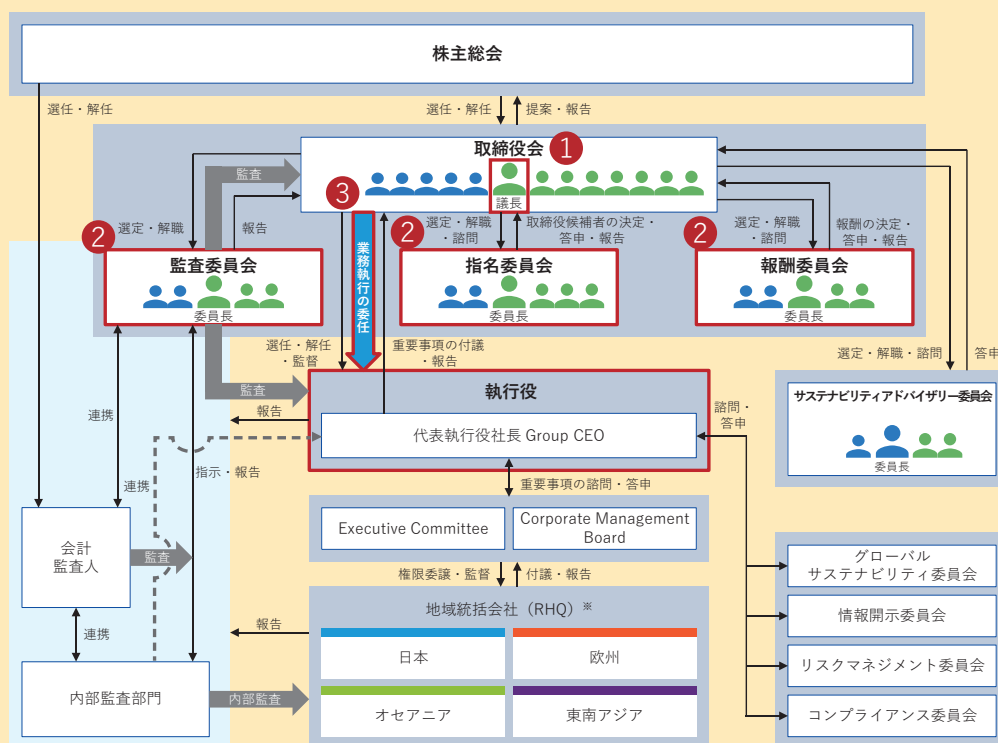 株主総会
選任・解任
選任・解任
提案・報告
取締役会
1
監査
議長
3
選定・解職
報告
選定・解職
・諮問
取締役候補者の決定・
答申・報告
選定・解職
・諮問
報酬の決定・
答申・報告
2
監査委員会
委員長
業務執行の委任
2
指名委員会
委員長
2
報酬委員会
委員長
選任・解任
・監督
重要事項の付議
・報告
選定・解職・諮問
答申
監査
執行役
報告
代表執行役社長 Group CEO
諮問・
答申
サステナビリティアドバイザリー委員会
委員長
連携
指示・報告
連携
重要事項の諮問・答申
Executive Committee
Corporate Management
Board
会計
監査人
監査
権限委譲・監督
付議・報告
グローバル
サステナビリティ委員会
情報開示委員会
リスクマネジメント委員会
コンプライアンス委員会
地域統括会社（RHQ）※
報告
日本
欧州
オセアニア
東南アジア
連携
内部監査部門
内部監査